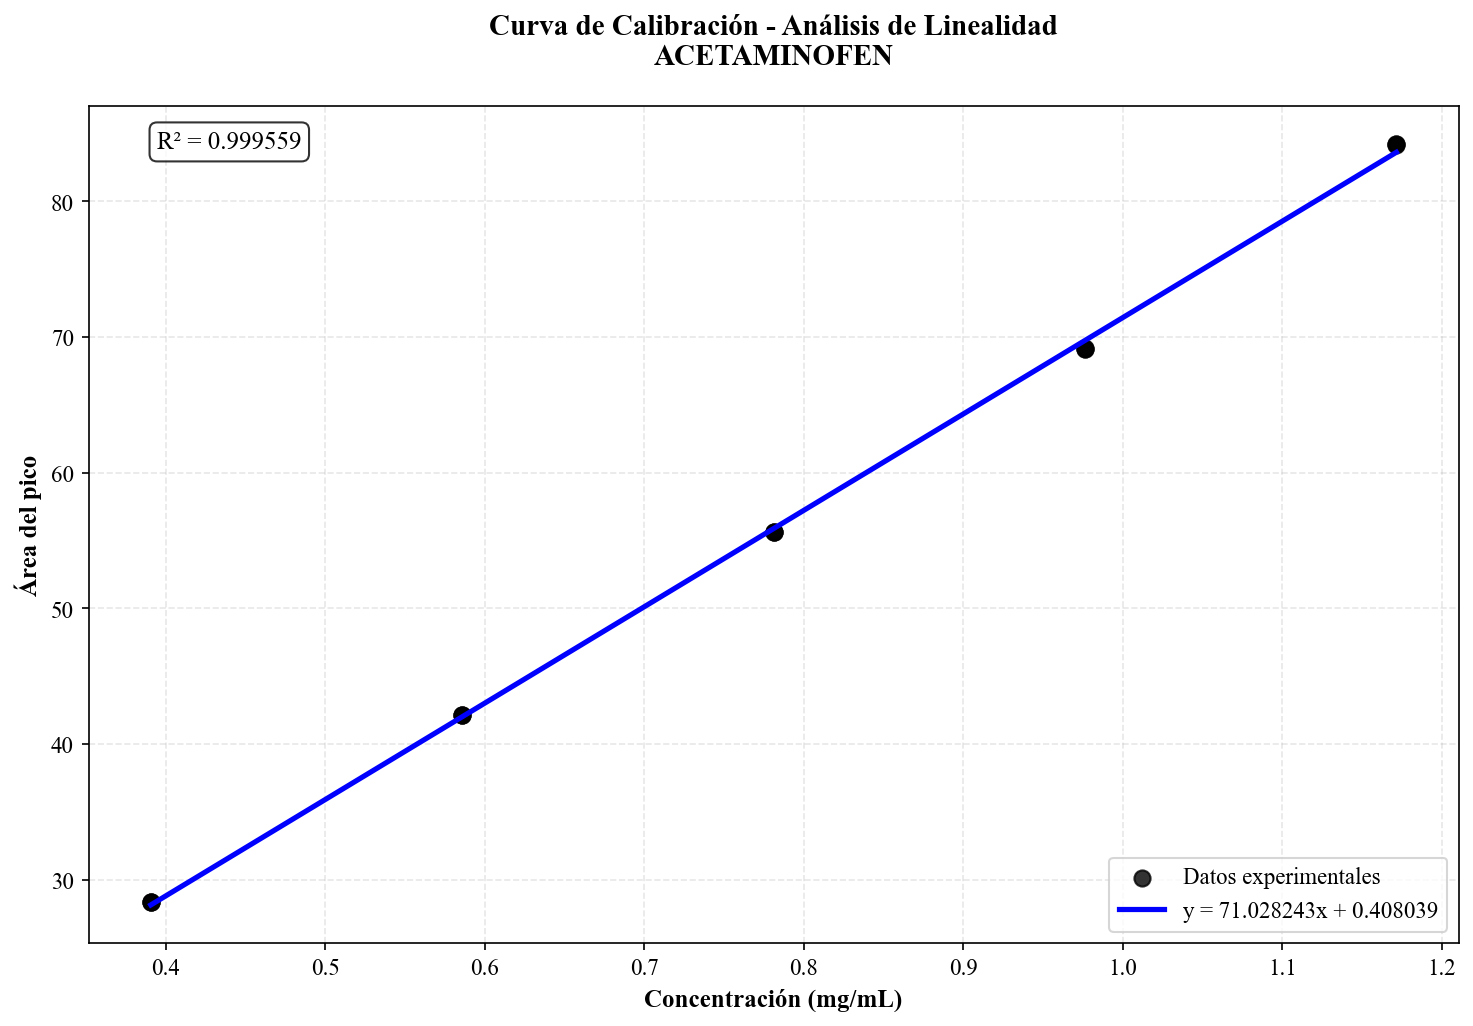 Curva de Calibración - Análisis de Linealidad
ACETAMINOFEN
R² = 0.999559
Área del pico
80
70
60
50
40
30
0.4 0.5 0.6 0.7 0.8 0.9 1.0 1.1 1.2
Concentración (mg/mL)
Datos experimentales
y = 71.028243x + 0.408039